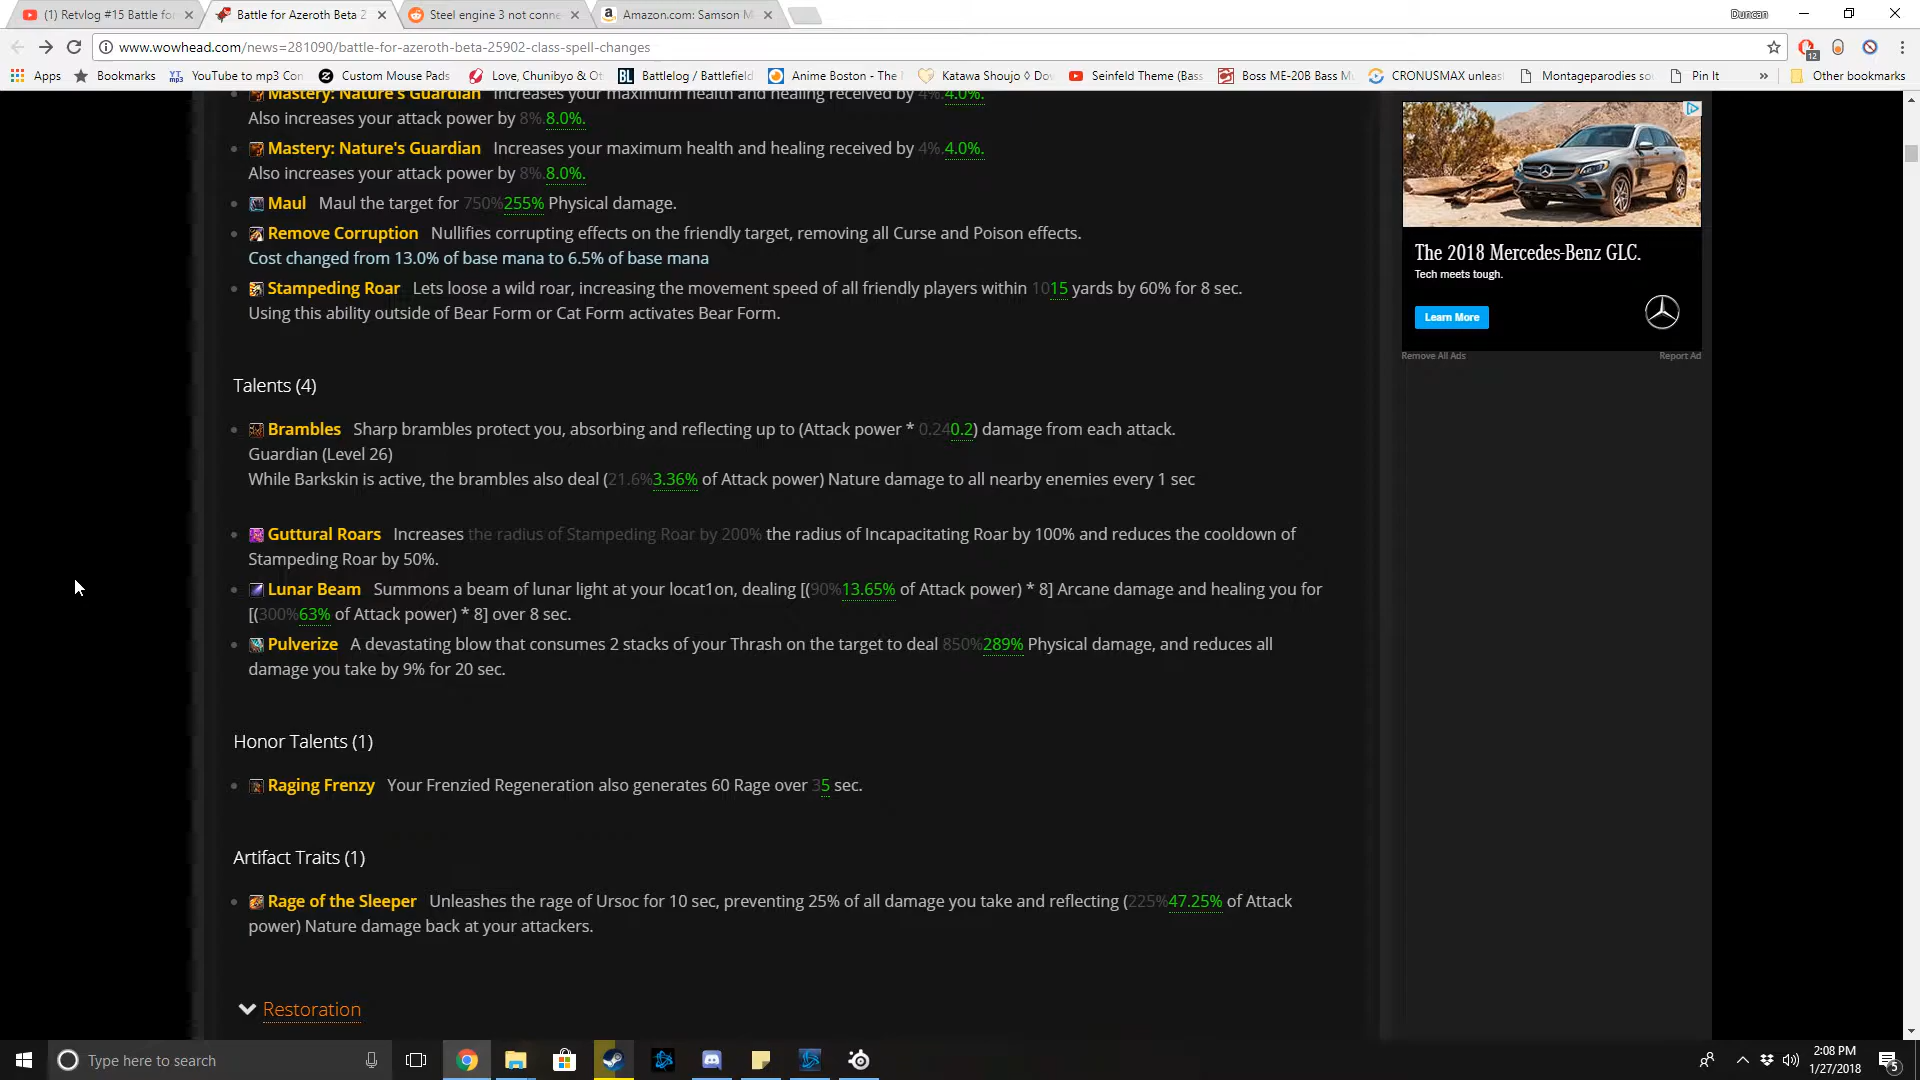 (1) Retvlog #15 Battle fo
Battle for Azeroth Beta 2
Steel engine 3 not conne
Amazon.com: Samson M
Duncan
www.wowhead.com/news=281090/battle-for-azeroth-beta-25902-class-spell-changes
12
Apps
Bookmarks
YouTube to mp3 Con
Custom Mouse Pads
Love, Chunibyo & Ot
BL Battlelog / Battlefield
Anime Boston - The
Katawa Shoujo ◊ Dow
Seinfeld Theme (Bass
Boss ME-20B Bass Mu
CRONUSMAX unleas
Montageparodies so
Pin It
»
Other bookmarks
Mastery: Nature's Guardian Increases your maximum health and healing received by 4%.4.0%.
Also increases your attack power by 8%.8.0%.
Mastery: Nature's Guardian Increases your maximum health and healing received by 4%.4.0%.
Also increases your attack power by 8%.8.0%.
Maul Maul the target for 750%255% Physical damage.
Remove Corruption Nullifies corrupting effects on the friendly target, removing all Curse and Poison effects.
Cost changed from 13.0% of base mana to 6.5% of base mana
Stampeding Roar Lets loose a wild roar, increasing the movement speed of all friendly players within 1015 yards by 60% for 8 sec.
Using this ability outside of Bear Form or Cat Form activates Bear Form.
Talents (4)
Brambles Sharp brambles protect you, absorbing and reflecting up to (Attack power * 0.240.2) damage from each attack.
Guardian (Level 26)
While Barkskin is active, the brambles also deal (21.6%3.36% of Attack power) Nature damage to all nearby enemies every 1 sec
Guttural Roars Increases the radius of Stampeding Roar by 200% the radius of Incapacitating Roar by 100% and reduces the cooldown of
Stampeding Roar by 50%.
Lunar Beam Summons a beam of lunar light at your locat1on, dealing [(90%13.65% of Attack power) * 8] Arcane damage and healing you for
[(300%63% of Attack power) * 8] over 8 sec.
Pulverize A devastating blow that consumes 2 stacks of your Thrash on the target to deal 850%289% Physical damage, and reduces all
damage you take by 9% for 20 sec.
Honor Talents (1)
Raging Frenzy Your Frenzied Regeneration also generates 60 Rage over 35 sec.
Artifact Traits (1)
Rage of the Sleeper Unleashes the rage of Ursoc for 10 sec, preventing 25% of all damage you take and reflecting (225%47.25% of Attack
power) Nature damage back at your attackers.
Restoration
The 2018 Mercedes-Benz GLC.
Tech meets tough.
Learn More
Remove All Ads
Report Ad
Type here to search
2:08 PM
1/27/2018
5